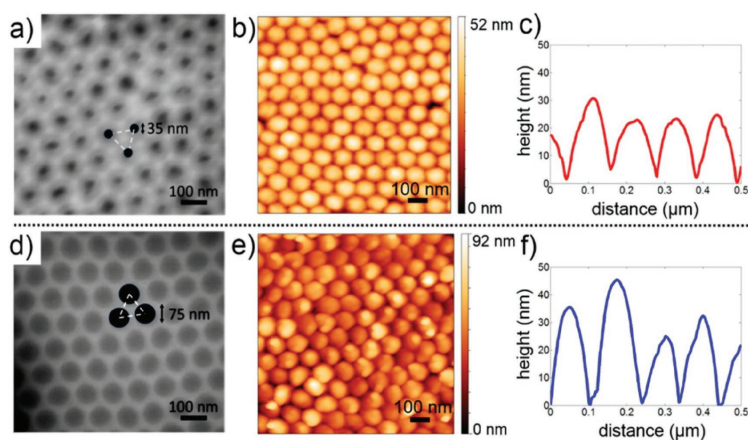 a)
35 nm
100 nm
b)
52 nm
0 nm
100 nm
c)
height (nm)
50
40
30
20
10
0
0 0.1 0.2 0.3 0.4 0.5
distance (µm)
d)
75 nm
100 nm
e)
92 nm
0 nm
100 nm
f)
height (nm)
50
40
30
20
10
0
0 0.1 0.2 0.3 0.4 0.5
distance (µm)